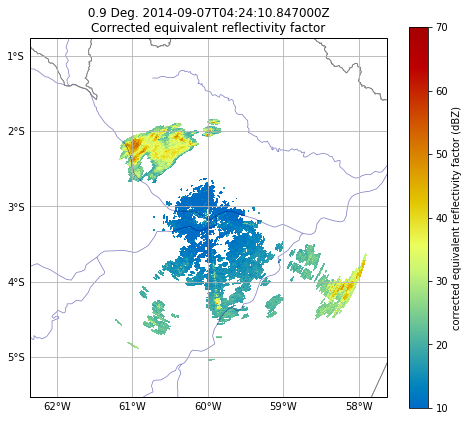 0.9 Deg. 2014-09-07T04:24:10.847000Z
Corrected equivalent reflectivity factor
1°S
2°S
3°S
4°S
5°S
62°W
61°W
60°W
59°W
58°W
70
60
50
40
30
20
10
corrected equivalent reflectivity factor (dBZ)